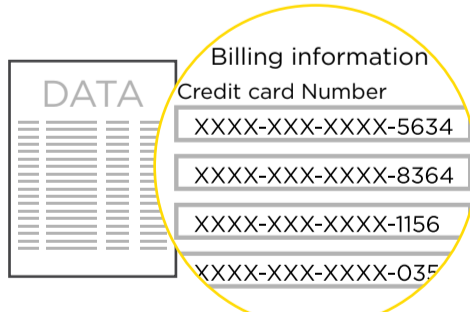 DATA
Billing information
Credit card Number
XXXX-XXX-XXXX-5634
XXXX-XXX-XXXX-8364
XXXX-XXX-XXXX-1156
XXXX-XXX-XXXX-035